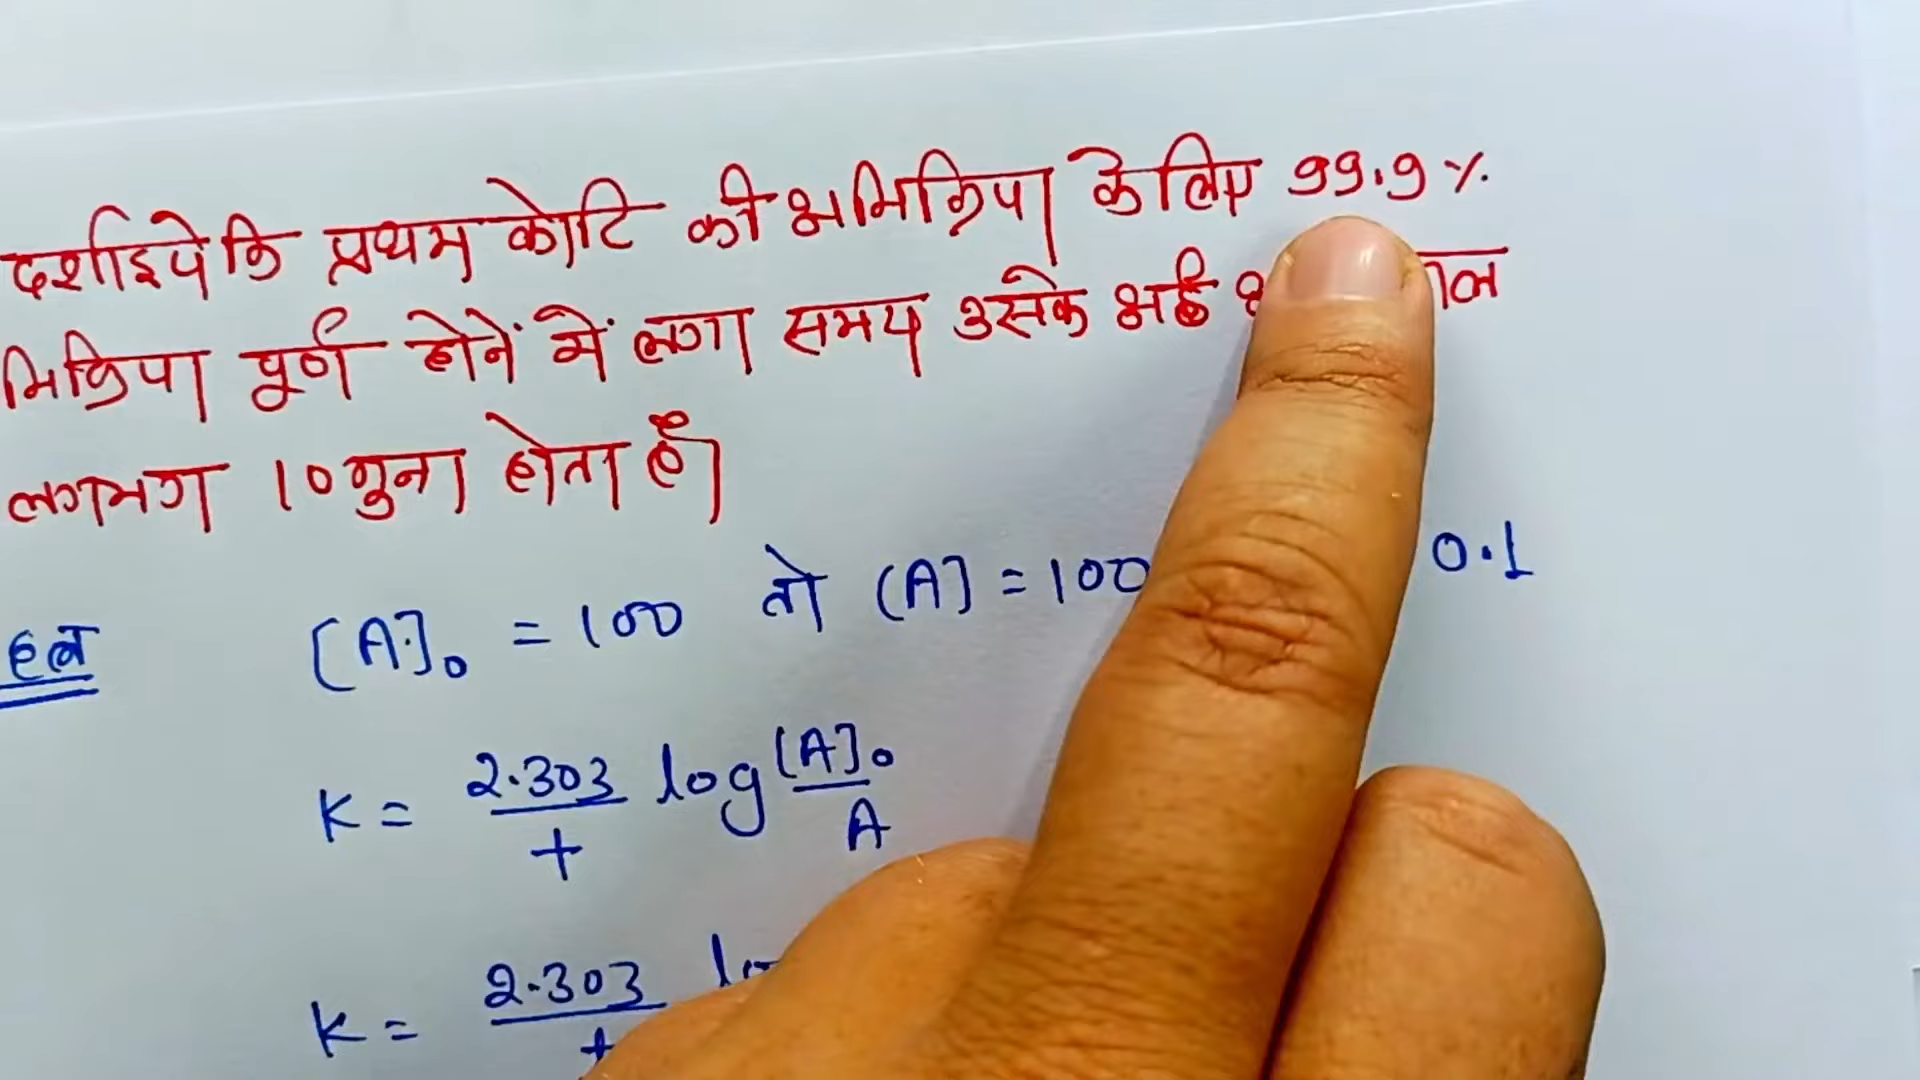 दर्शाइये कि प्रथम कोटि की अभिक्रिया के लिए 99.9 %
भिक्रिया पूर्ण होनें में लगा समय उसके अर्द्ध
लगभग 10 गुना होता है।
हल [A]₀ = 100 तो [A] = 100 0.1
K = 2.303/t log [A]₀/A
K = 2.303/t